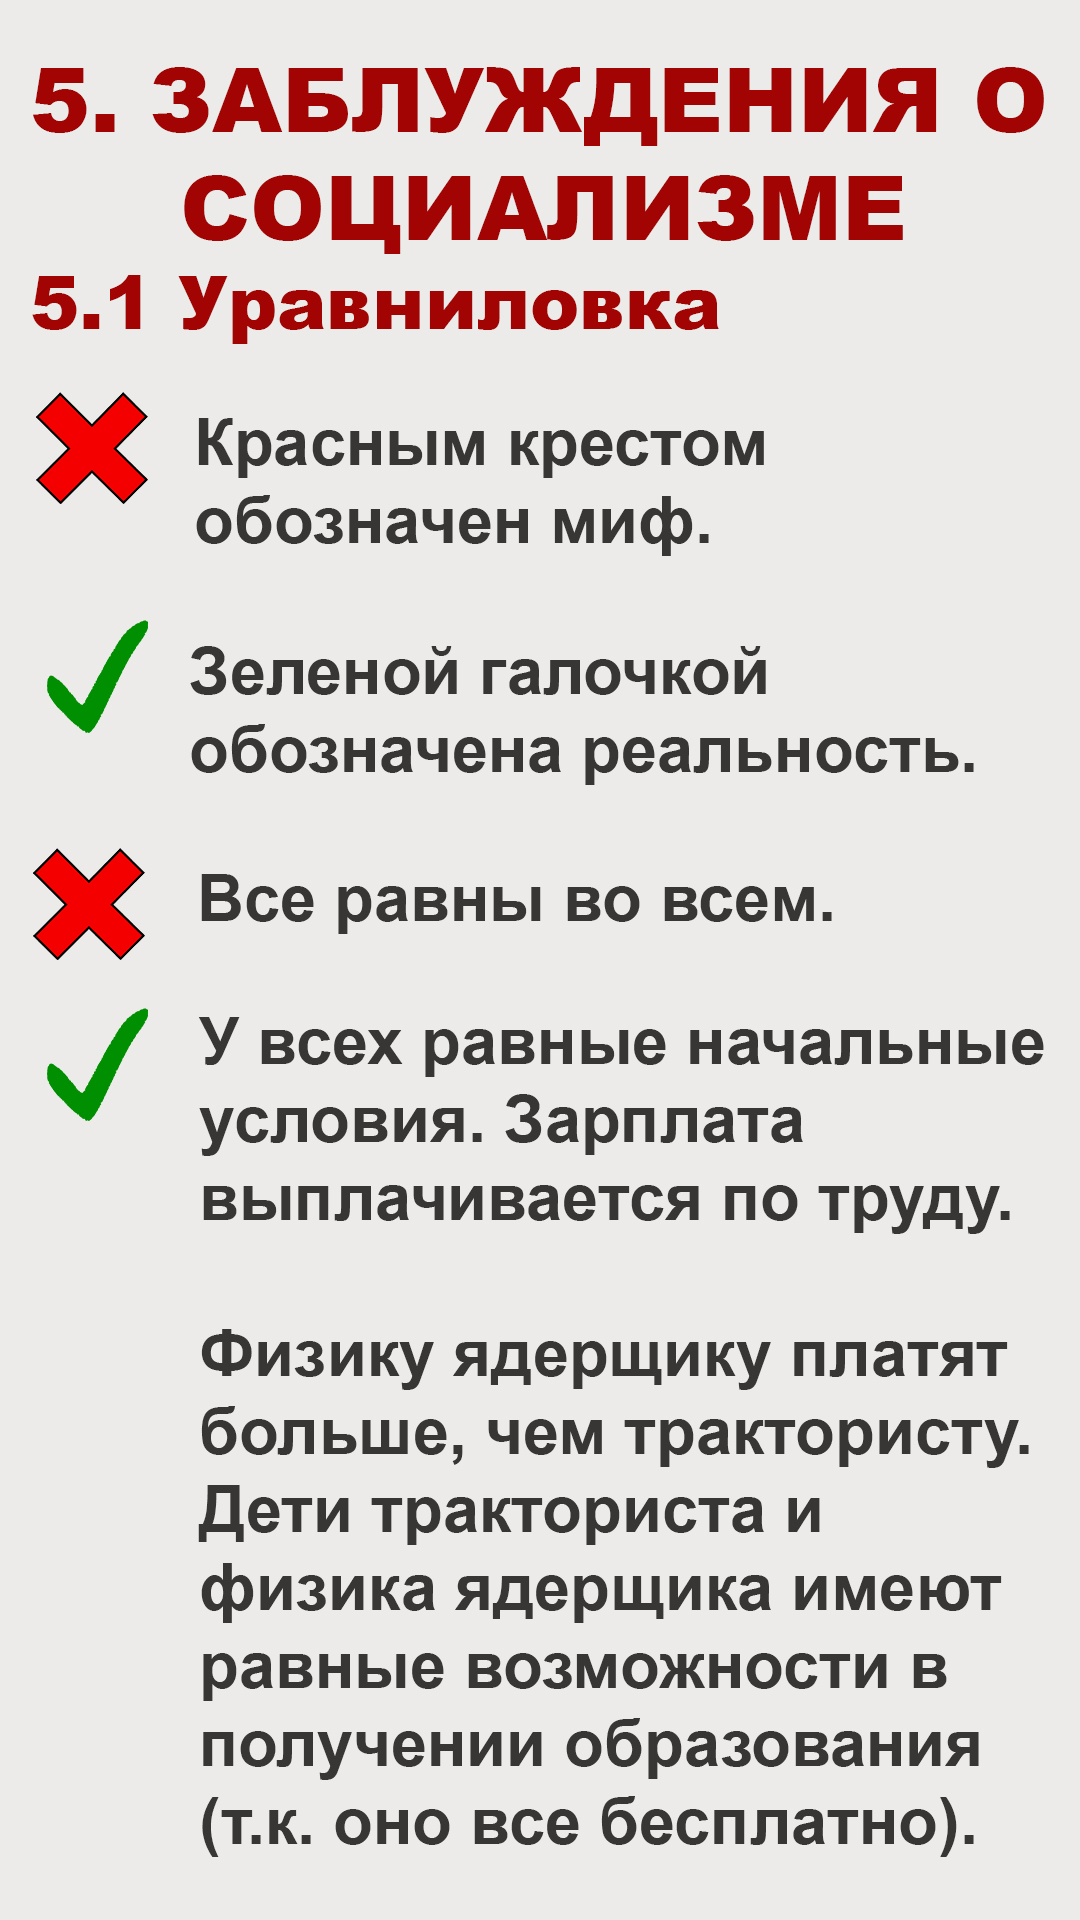 5. ЗАБЛУЖДЕНИЯ О
СОЦИАЛИЗМЕ
5.1 Уравниловка
Красным крестом
обозначен миф.
Зеленой галочкой
обозначена реальность.
Все равны во всем.
У всех равные начальные
условия. Зарплата
выплачивается по труду.
Физику ядерщику платят
больше, чем трактористу.
Дети тракториста и
физика ядерщика имеют
равные возможности в
получении образования
(т.к. оно все бесплатно).